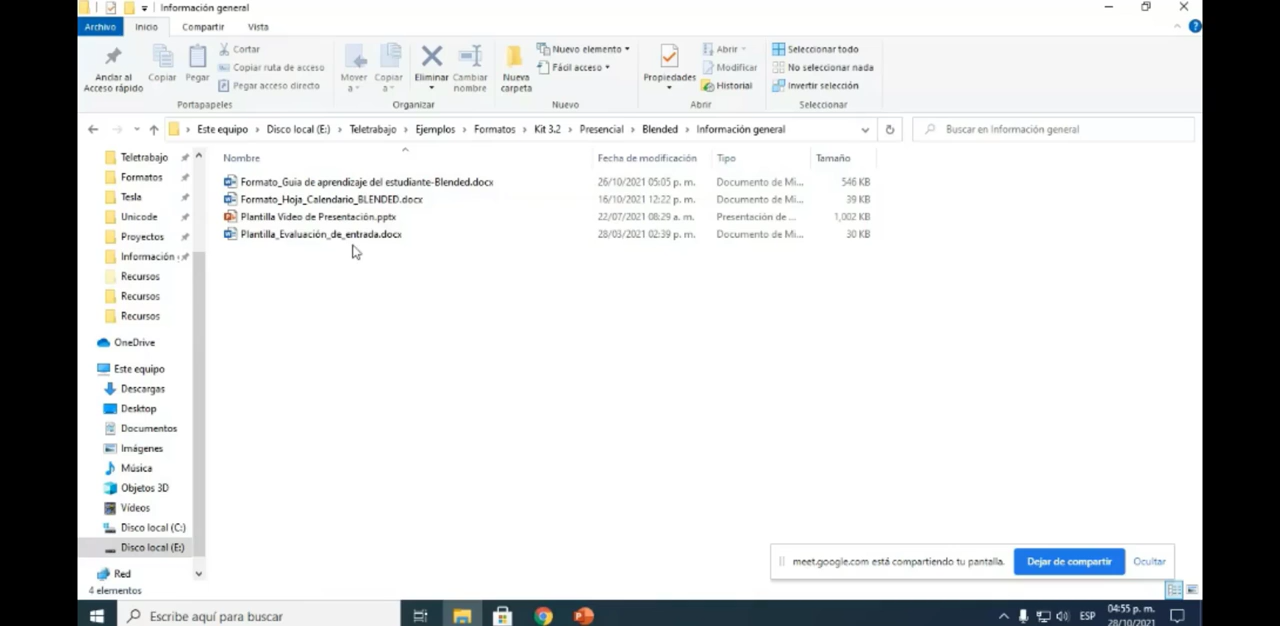 Información general
Archivo Inicio Compartir Vista
Anclar al Acceso rápido
Copiar
Pegar
Cortar
Copiar ruta de acceso
Pegar acceso directo
Portapapeles
Mover a
Copiar a
Eliminar
Cambiar nombre
Organizar
Nueva carpeta
Nuevo elemento
Fácil acceso
Nuevo
Propiedades
Abrir
Modificar
Historial
Abrir
Seleccionar todo
No seleccionar nada
Invertir selección
Seleccionar
Este equipo > Disco local (E:) > Teletrabajo > Ejemplos > Formatos > Kit 3.2 > Presencial > Blended > Información general
Buscar en Información general
Teletrabajo
Formatos
Tesla
Unicode
Proyectos
Información
Recursos
Recursos
Recursos
OneDrive
Este equipo
Descargas
Desktop
Documentos
Imágenes
Música
Objetos 3D
Vídeos
Disco local (C:)
Disco local (E:)
Red
Nombre Fecha de modificación Tipo Tamaño
Formato_Guia de aprendizaje del estudiante-Blended.docx 26/10/2021 05:05 p. m. Documento de Mi... 546 KB
Formato_Hoja_Calendario_BLENDED.docx 16/10/2021 12:22 p. m. Documento de Mi... 39 KB
Plantilla Video de Presentación.pptx 22/07/2021 08:29 a. m. Presentación de ... 1,002 KB
Plantilla_Evaluación_de_entrada.docx 28/03/2021 02:39 p. m. Documento de Mi... 30 KB
meet.google.com está compartiendo tu pantalla. Dejar de compartir Ocultar
4 elementos
Escribe aquí para buscar
ESP
04:55 p. m.
28/10/2021